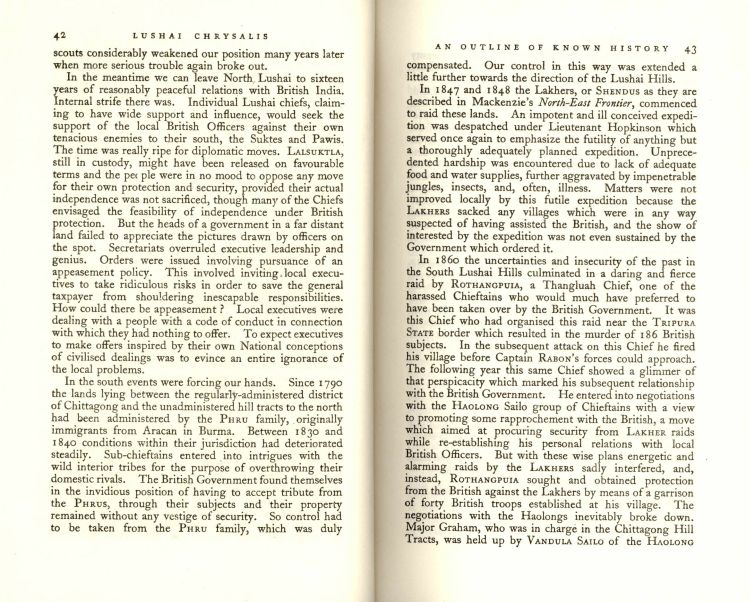 42 LUSHAI CHRYSALIS
scouts considerably weakened our position many years later
when more serious trouble again broke out.
In the meantime we can leave North Lushai to sixteen
years of reasonably peaceful relations with British India.
Internal strife there was. Individual Lushai chiefs, claim-
ing to have wide support and influence, would seek the
support of the local British Officers against their own
tenacious enemies to their south, the Suktes and Pawis.
The time was really ripe for diplomatic moves. LALSUKTLA,
still in custody, might have been released on favourable
terms and the people were in no mood to oppose any move
for their own protection and security, provided their actual
independence was not sacrificed, though many of the Chiefs
envisaged the feasibility of independence under British
protection. But the heads of a government in a far distant
land failed to appreciate the pictures drawn by officers on
the spot. Secretariats overruled executive leadership and
genius. Orders were issued involving pursuance of an
appeasement policy. This involved inviting local execu-
tives to take ridiculous risks in order to save the general
taxpayer from shouldering inescapable responsibilities.
How could there be appeasement ? Local executives were
dealing with a people with a code of conduct in connection
with which they had nothing to offer. To expect executives
to make offers inspired by their own National conceptions
of civilised dealings was to evince an entire ignorance of
the local problems.
In the south events were forcing our hands. Since 1790
the lands lying between the regularly-administered district
of Chittagong and the unadministered hill tracts to the north
had been administered by the PHRU family, originally
immigrants from Aracan in Burma. Between 1830 and
1840 conditions within their jurisdiction had deteriorated
steadily. Sub-chieftains entered into intrigues with the
wild interior tribes for the purpose of overthrowing their
domestic rivals. The British Government found themselves
in the invidious position of having to accept tribute from
the PHRUS, through their subjects and their property
remained without any vestige of security. So control had
to be taken from the PHRU family, which was duly
AN OUTLINE OF KNOWN HISTORY 43
compensated. Our control in this way was extended a
little further towards the direction of the Lushai Hills.
In 1847 and 1848 the Lakhers, or SHENDUS as they are
described in Mackenzie's North-East Frontier, commenced
to raid these lands. An impotent and ill conceived expedi-
tion was despatched under Lieutenant Hopkinson which
served once again to emphasize the futility of anything but
a thoroughly adequately planned expedition. Unprece-
dented hardship was encountered due to lack of adequate
food and water supplies, further aggravated by impenetrable
jungles, insects, and, often, illness. Matters were not
improved locally by this futile expedition because the
LAKHERS sacked any villages which were in any way
suspected of having assisted the British, and the show of
interested by the expedition was not even sustained by the
Government which ordered it.
In 1860 the uncertainties and insecurity of the past in
the South Lushai Hills culminated in a daring and fierce
raid by ROTHANGPUIA, a Thangluah Chief, one of the
harassed Chieftains who would much have preferred to
have been taken over by the British Government. It was
this Chief who had organised this raid near the TRIPURA
STATE border which resulted in the murder of 186 British
subjects. In the subsequent attack on this Chief he fired
his village before Captain RABON's forces could approach.
The following year this same Chief showed a glimmer of
that perspicacity which marked his subsequent relationship
with the British Government. He entered into negotiations
with the HAOLONG Sailo group of Chieftains with a view
to promoting some rapprochement with the British, a move
which aimed at procuring security from LAKHER raids
while re-establishing his personal relations with local
British Officers. But with these wise plans energetic and
alarming raids by the LAKHERS sadly interfered, and,
instead, ROTHANGPUIA sought and obtained protection
from the British against the Lakhers by means of a garrison
of forty British troops established at his village. The
negotiations with the Haolongs inevitably broke down.
Major Graham, who was in charge in the Chittagong Hill
Tracts, was held up by VANDULA SAILO of the HAOLONG